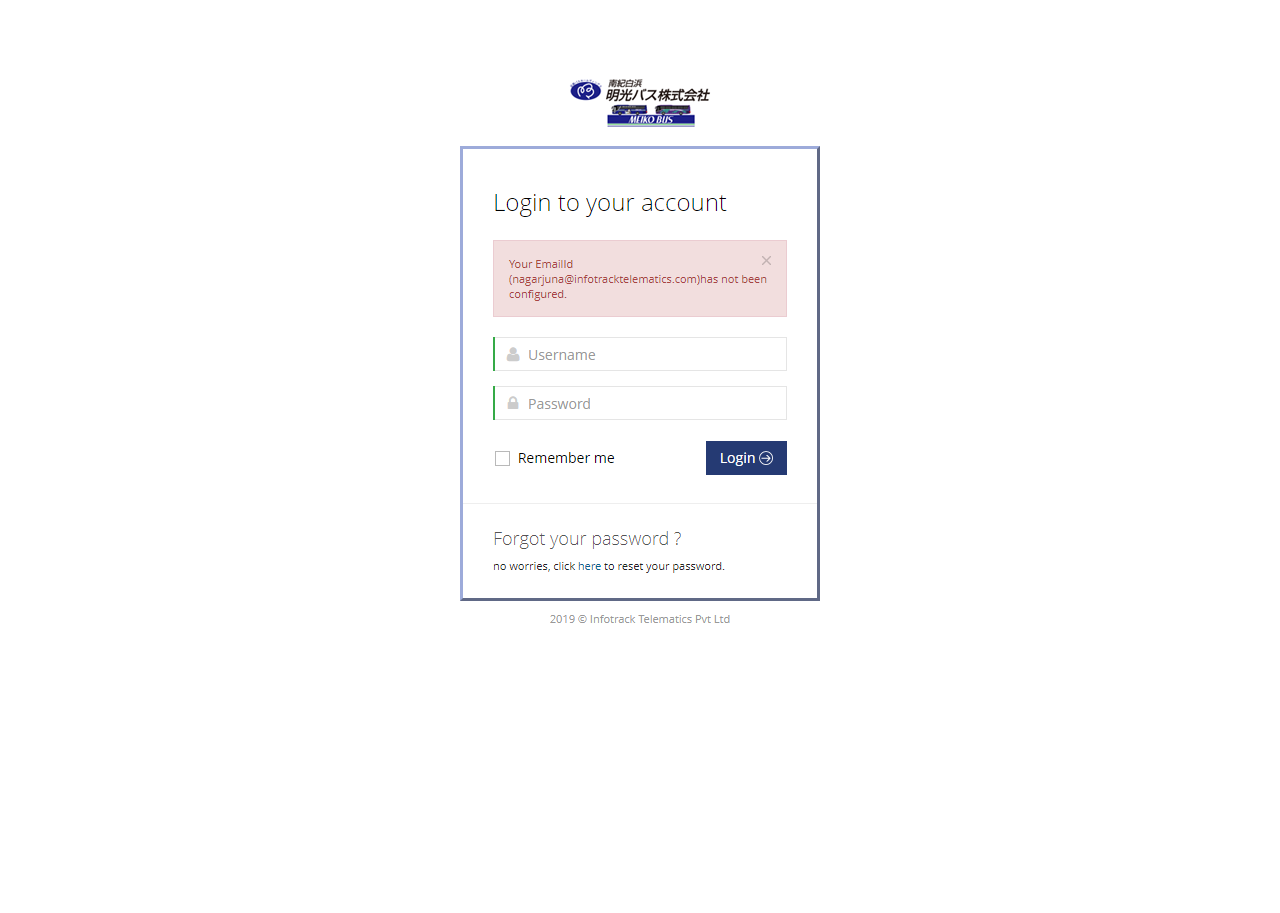 南紀白浜
明光バス株式会社
MEIKO BUS
Login to your account
Your EmailId
(nagarjuna@infotracktelematics.com)has not been
configured.
Username
Password
Remember me
Login
Forgot your password ?
no worries, click here to reset your password.
2019 © Infotrack Telematics Pvt Ltd